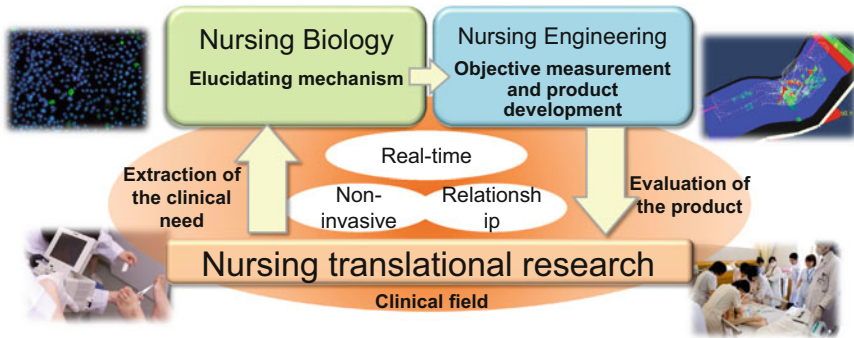 Nursing Biology
Elucidating mechanism
Nursing Engineering
Objective measurement
and product
development
Extraction of
the clinical
need
Real-time
Non-
invasive
Relationsh
ip
Evaluation of
the product
Nursing translational research
Clinical field